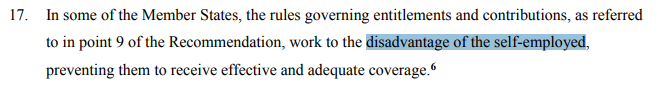 17. In some of the Member States, the rules governing entitlements and contributions, as referred
to in point 9 of the Recommendation, work to the disadvantage of the self-employed,
preventing them to receive effective and adequate coverage.⁶